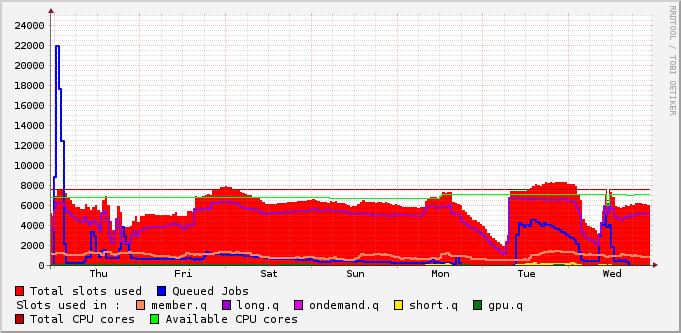 24000
22000
20000
18000
16000
14000
12000
10000
8000
6000
4000
2000
0
Thu Fri Sat Sun Mon Tue Wed
Total slots used Queued Jobs
Slots used in : member.q long.q ondemand.q short.q gpu.q
Total CPU cores Available CPU cores
RRDTOOL / TOBI OETIKER